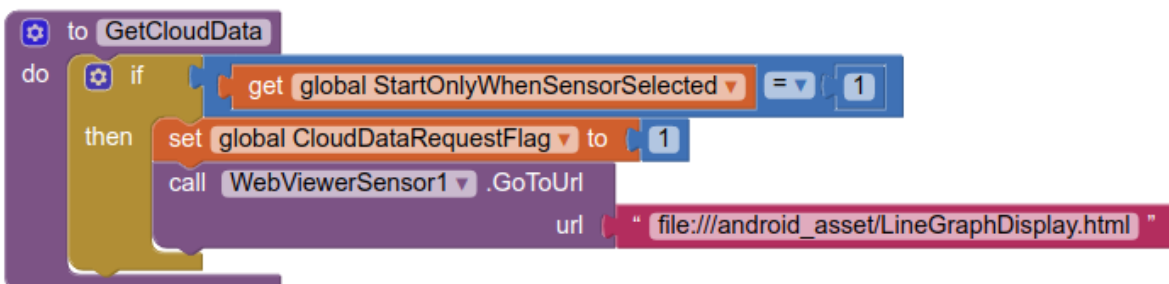 to GetCloudData
do if get global StartOnlyWhenSensorSelected = 1
then set global CloudDataRequestFlag to 1
call WebViewerSensor1 .GoToUrl
url “ file:///android_asset/LineGraphDisplay.html ”